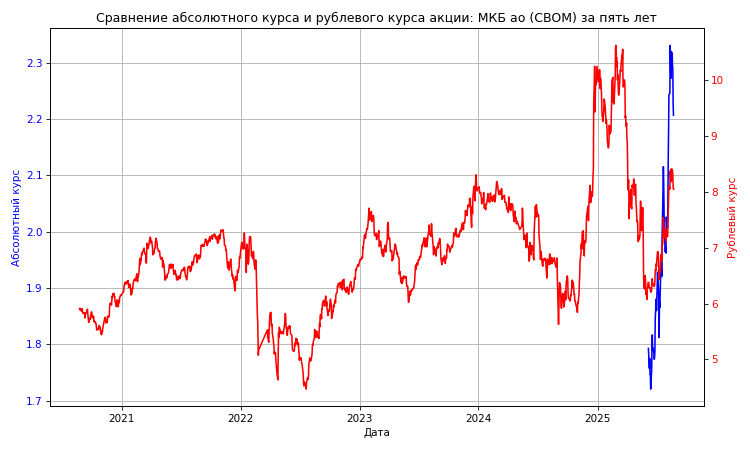 Сравнение абсолютного курса и рублевого курса акции: МКБ ао (CBOM) за пять лет
2.3
2.2
2.1
2.0
1.9
1.8
1.7
Абсолютный курс
10
9
8
7
6
5
Рублевый курс
2021 2022 2023 2024 2025
Дата